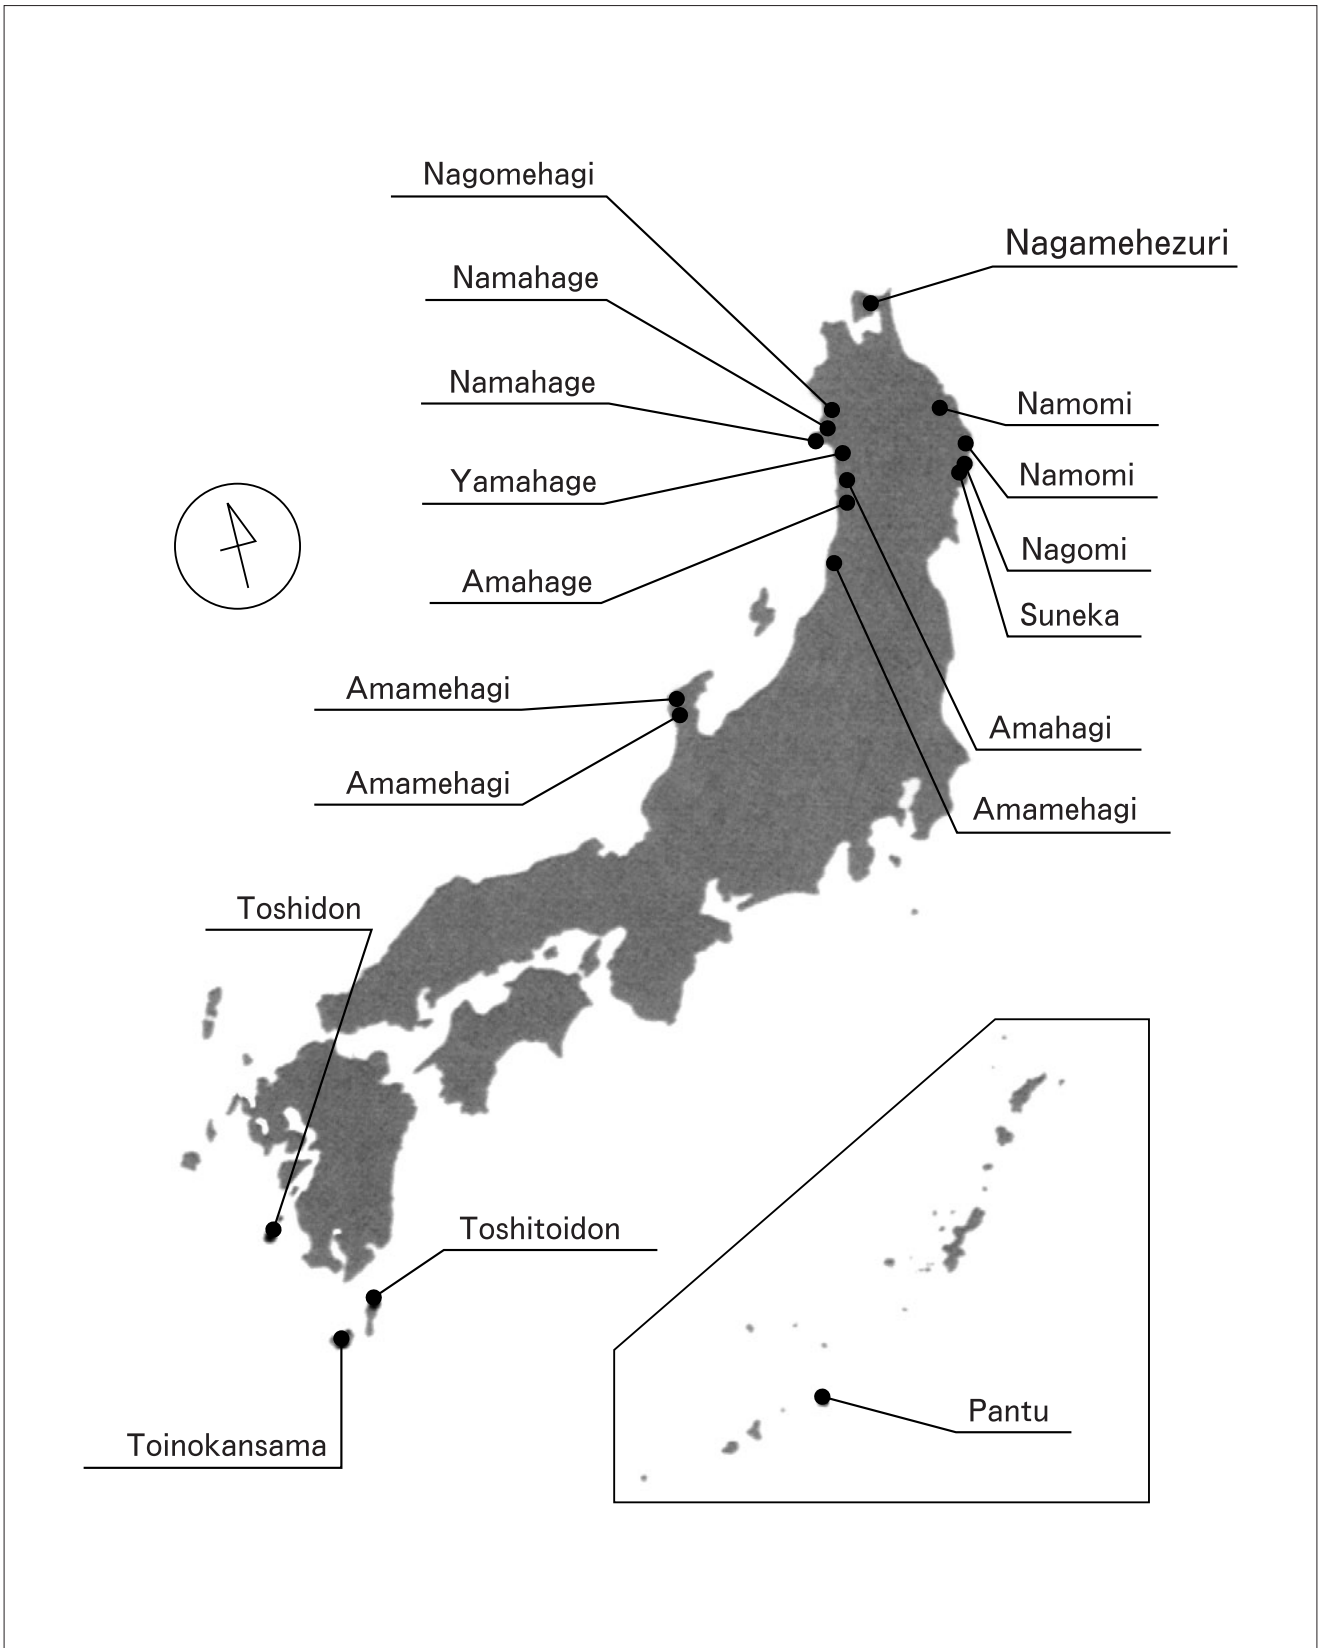 Nagomehagi
Nagamehezuri
Namahage
Namahage
Namomi
Yamahage
Namomi
Nagomi
Amahage
Suneka
Amamehagi
Amahagi
Amamehagi
Amamehagi
Toshidon
Toshitoidon
Pantu
Toinokansama